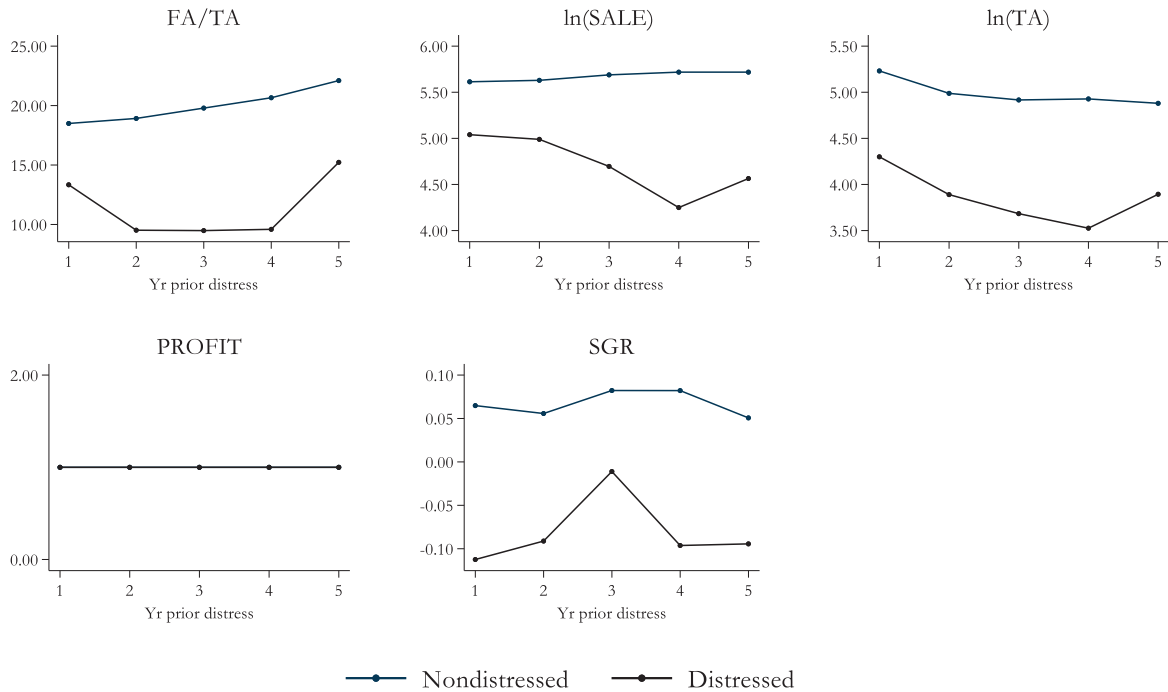 FA/TA
25.00
20.00
15.00
10.00
1 2 3 4 5
Yr prior distress
ln(SALE)
6.00
5.50
5.00
4.50
4.00
1 2 3 4 5
Yr prior distress
ln(TA)
5.50
5.00
4.50
4.00
3.50
1 2 3 4 5
Yr prior distress
PROFIT
2.00
0.00
1 2 3 4 5
Yr prior distress
SGR
0.10
0.05
0.00
-0.05
-0.10
1 2 3 4 5
Yr prior distress
Nondistressed Distressed